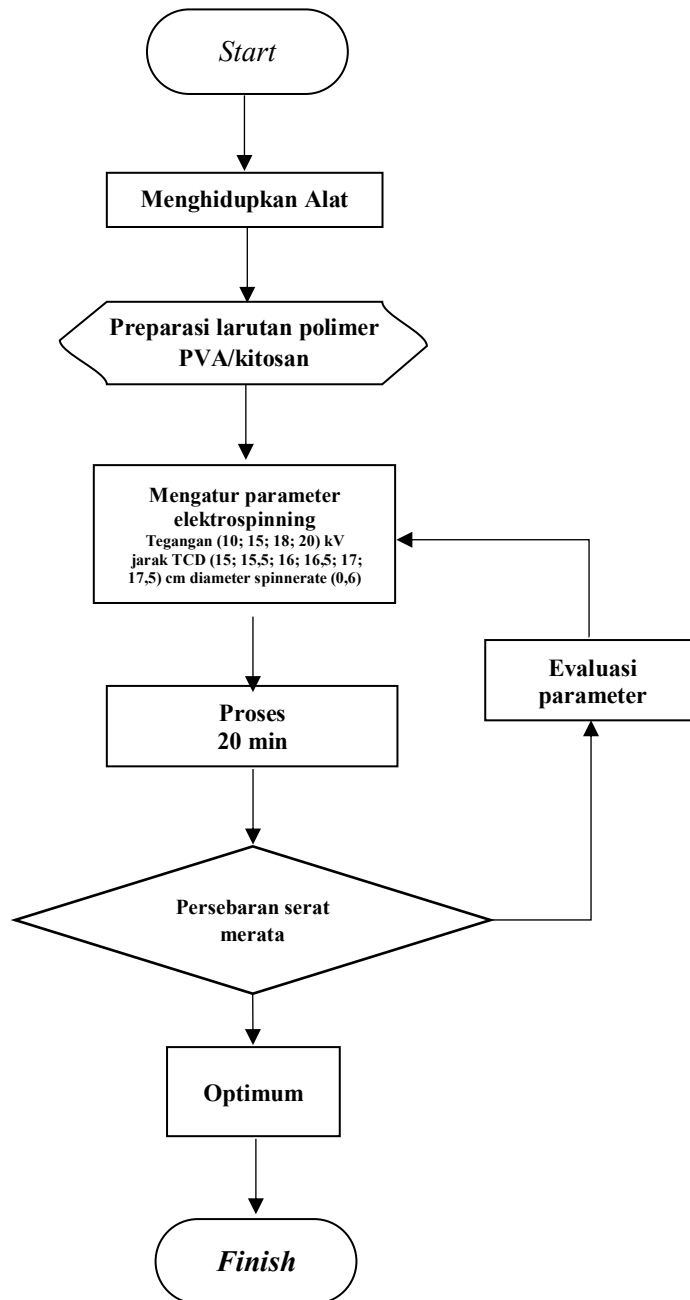 Start
Menghidupkan Alat
Preparasi larutan polimer
PVA/kitosan
Mengatur parameter
elektrospinning
Tegangan (10; 15; 18; 20) kV
jarak TCD (15; 15,5; 16; 16,5; 17;
17,5) cm diameter spinnerate (0,6)
Evaluasi
parameter
Proses
20 min
Persebaran serat
merata
Optimum
Finish